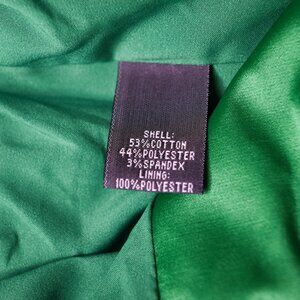 SHELL:
53%COTTON
44%POLYESTER
3%SPANDEX
LINING:
100%POLYESTER